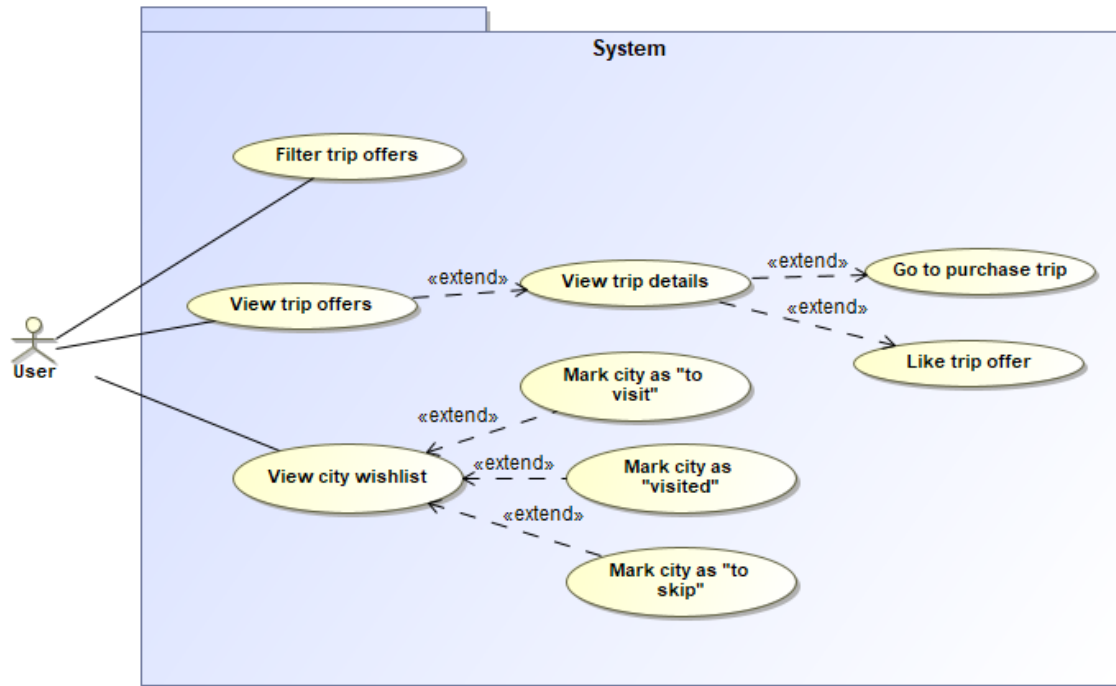 System
Filter trip offers
«extend»
View trip details
«extend»
Go to purchase trip
View trip offers
«extend»
Like trip offer
User
Mark city as "to
visit"
«extend»
View city wishlist
«extend»
Mark city as
"visited"
«extend»
Mark city as "to
skip"